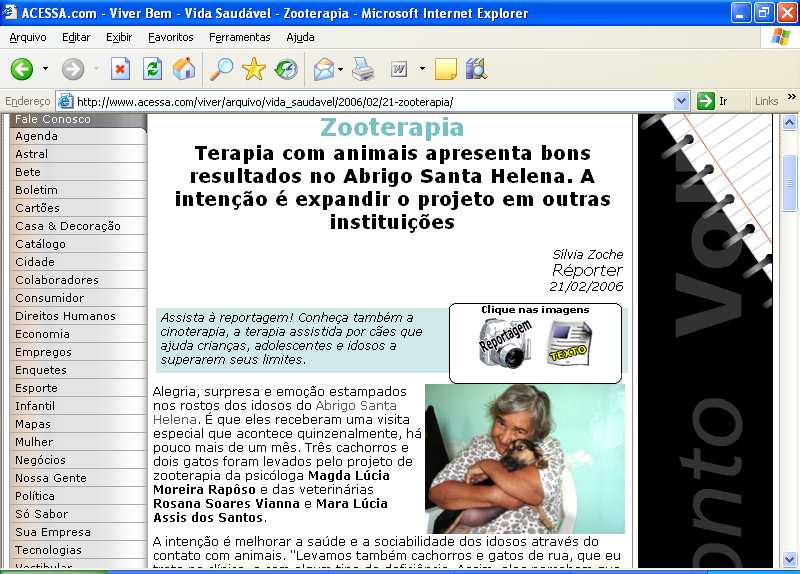 ACESSA.com - Viver Bem - Vida Saudável - Zooterapia - Microsoft Internet Explorer
Arquivo Editar Exibir Favoritos Ferramentas Ajuda
Endereço http://www.acessa.com/viver/arquivo/vida_saudavel/2006/02/21-zooterapia/ Ir Links »
Fale Conosco
Agenda
Astral
Bete
Boletim
Cartões
Casa & Decoração
Catálogo
Cidade
Colaboradores
Consumidor
Direitos Humanos
Economia
Empregos
Enquetes
Esporte
Infantil
Mapas
Mulher
Negócios
Nossa Gente
Política
Só Sabor
Sua Empresa
Tecnologias
Vestibular
Zooterapia
Terapia com animais apresenta bons
resultados no Abrigo Santa Helena. A
intenção é expandir o projeto em outras
instituições
Sílvia Zoche
Repórter
21/02/2006
Assista à reportagem! Conheça também a
cinoterapia, a terapia assistida por cães que
ajuda crianças, adolescentes e idosos a
superarem seus limites.
Clique nas imagens
Reportagem
TEXTO
Alegria, surpresa e emoção estampados
nos rostos dos idosos do Abrigo Santa
Helena. É que eles receberam uma visita
especial que acontece quinzenalmente, há
pouco mais de um mês. Três cachorros e
dois gatos foram levados pelo projeto de
zooterapia da psicóloga Magda Lúcia
Moreira Rapôso e das veterinárias
Rosana Soares Vianna e Mara Lúcia
Assis dos Santos.
A intenção é melhorar a saúde e a sociabilidade dos idosos através do
contato com animais. "Levamos também cachorros e gatos de rua, que eu
onto Vo